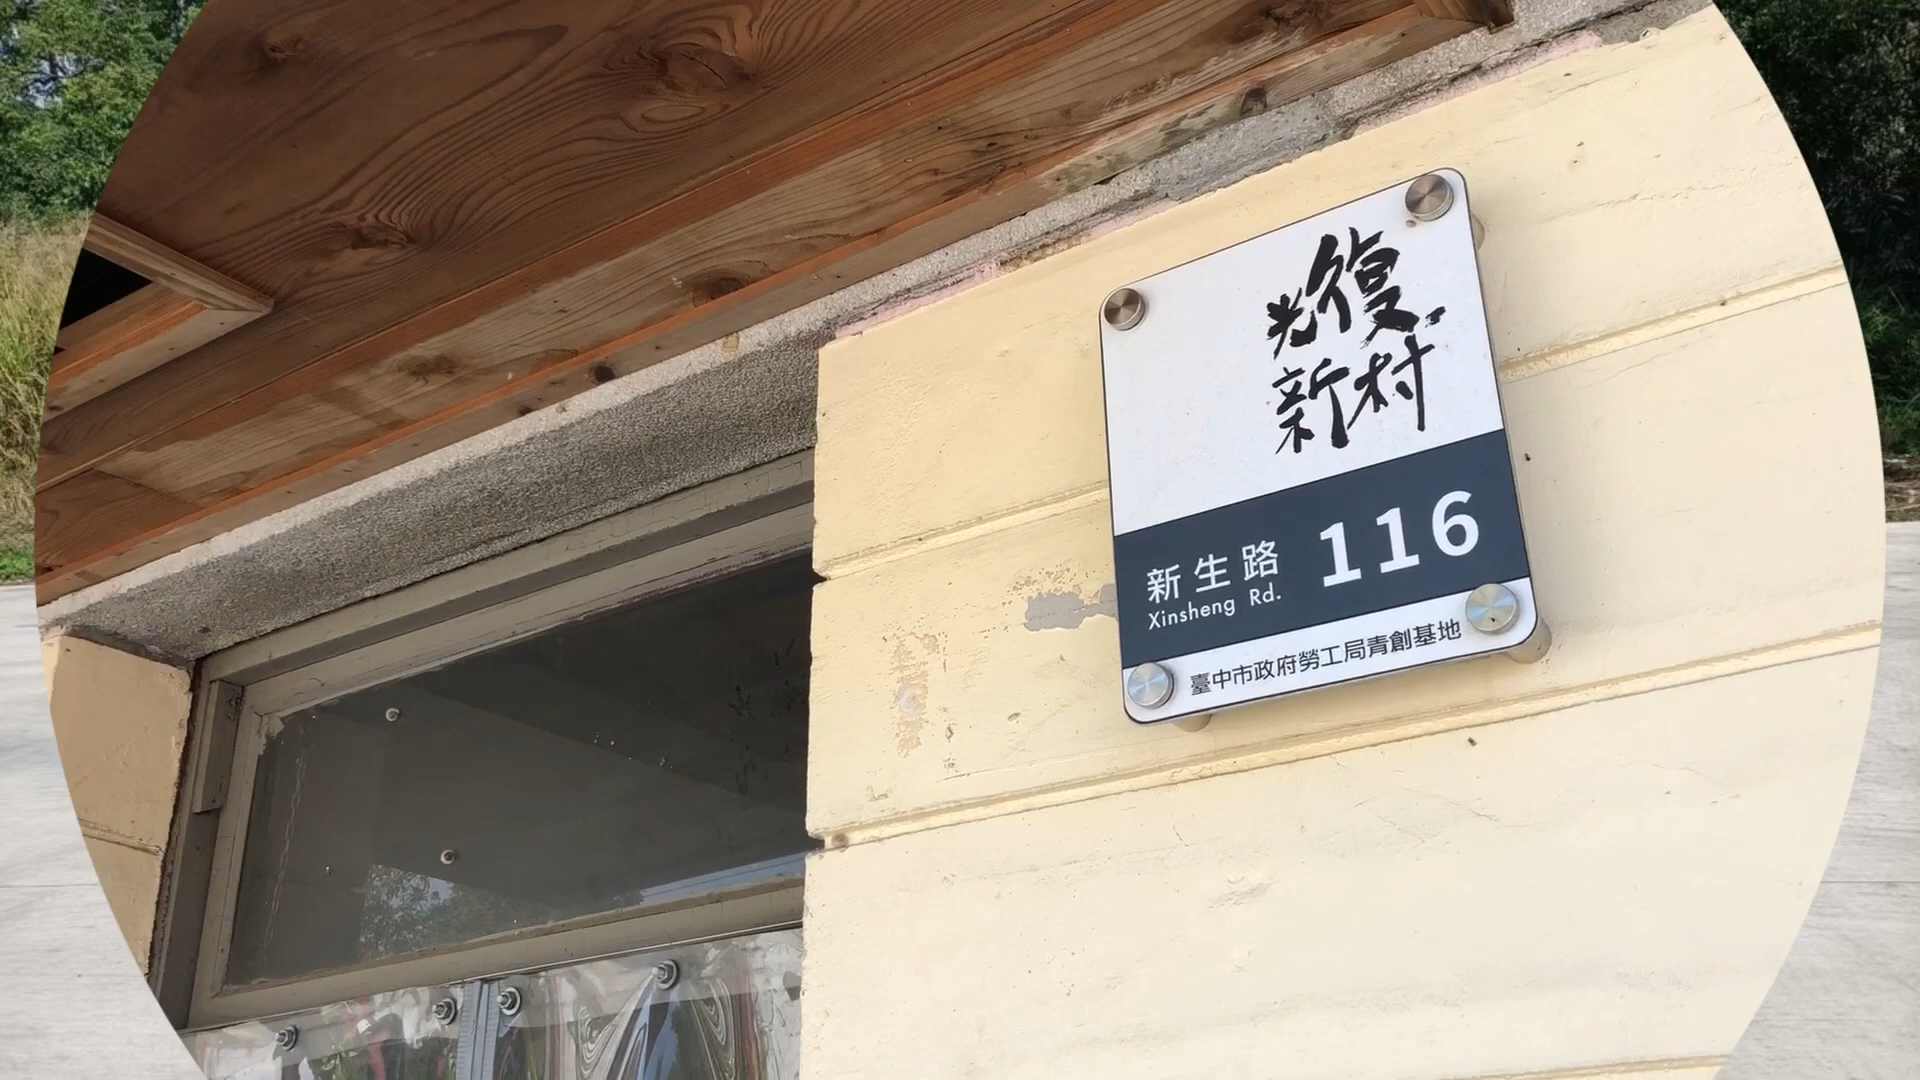 光復
新村
新生路 116
Xinsheng Rd.
臺中市政府勞工局青創基地